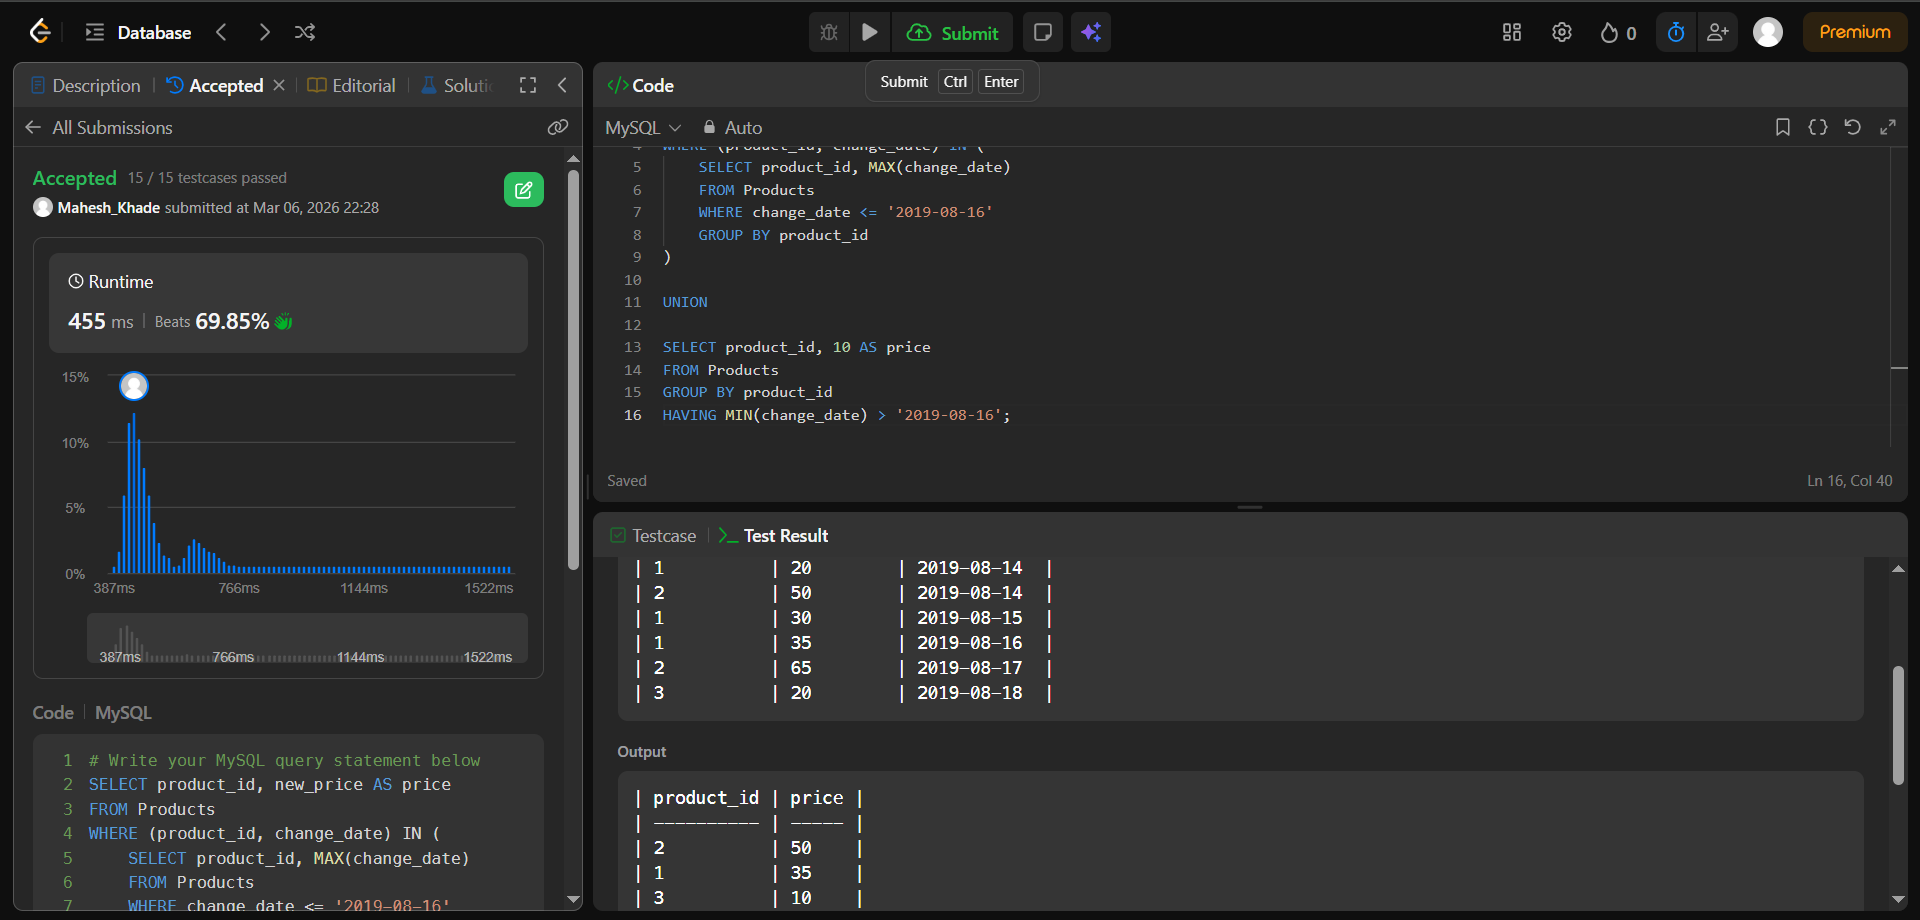 Database
Submit
0
Premium
Description
Accepted
Editorial
Solutio
All Submissions
Accepted 15 / 15 testcases passed
Mahesh_Khade submitted at Mar 06, 2026 22:28
Runtime
455 ms Beats 69.85%
15%
10%
5%
0%
387ms 766ms 1144ms 1522ms
387ms 766ms 1144ms 1522ms
Code MySQL
1 # Write your MySQL query statement below
2 SELECT product_id, new_price AS price
3 FROM Products
4 WHERE (product_id, change_date) IN (
5 SELECT product_id, MAX(change_date)
6 FROM Products
7 WHERE change_date <= '2019-08-16'
</> Code
Submit Ctrl Enter
MySQL Auto
4 WHERE (product_id, change_date) IN (
5 SELECT product_id, MAX(change_date)
6 FROM Products
7 WHERE change_date <= '2019-08-16'
8 GROUP BY product_id
9 )
10
11 UNION
12
13 SELECT product_id, 10 AS price
14 FROM Products
15 GROUP BY product_id
16 HAVING MIN(change_date) > '2019-08-16';
Saved
Ln 16, Col 40
Testcase
>_ Test Result
| 1 | 20 | 2019-08-14 |
| 2 | 50 | 2019-08-14 |
| 1 | 30 | 2019-08-15 |
| 1 | 35 | 2019-08-16 |
| 2 | 65 | 2019-08-17 |
| 3 | 20 | 2019-08-18 |
Output
| product_id | price |
| ---------- | ----- |
| 2 | 50 |
| 1 | 35 |
| 3 | 10 |